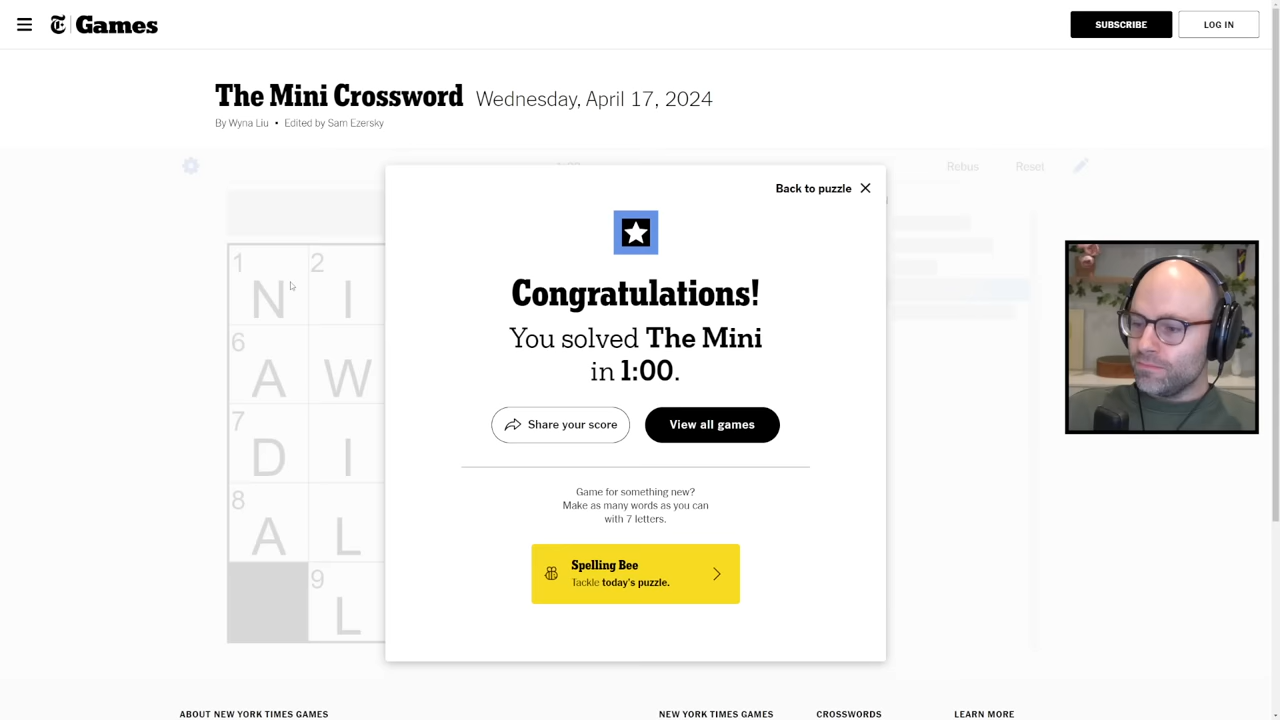 Games
SUBSCRIBE
LOG IN
The Mini Crossword Wednesday, April 17, 2024
By Wyna Liu • Edited by Sam Ezersky
Rebus
Reset
Back to puzzle
Congratulations!
You solved The Mini
in 1:00.
Share your score
View all games
Game for something new?
Make as many words as you can
with 7 letters.
Spelling Bee
Tackle today's puzzle.
1 2
N I
6
A W
7
D I
8
A L
9
L
ABOUT NEW YORK TIMES GAMES
NEW YORK TIMES GAMES
CROSSWORDS
LEARN MORE